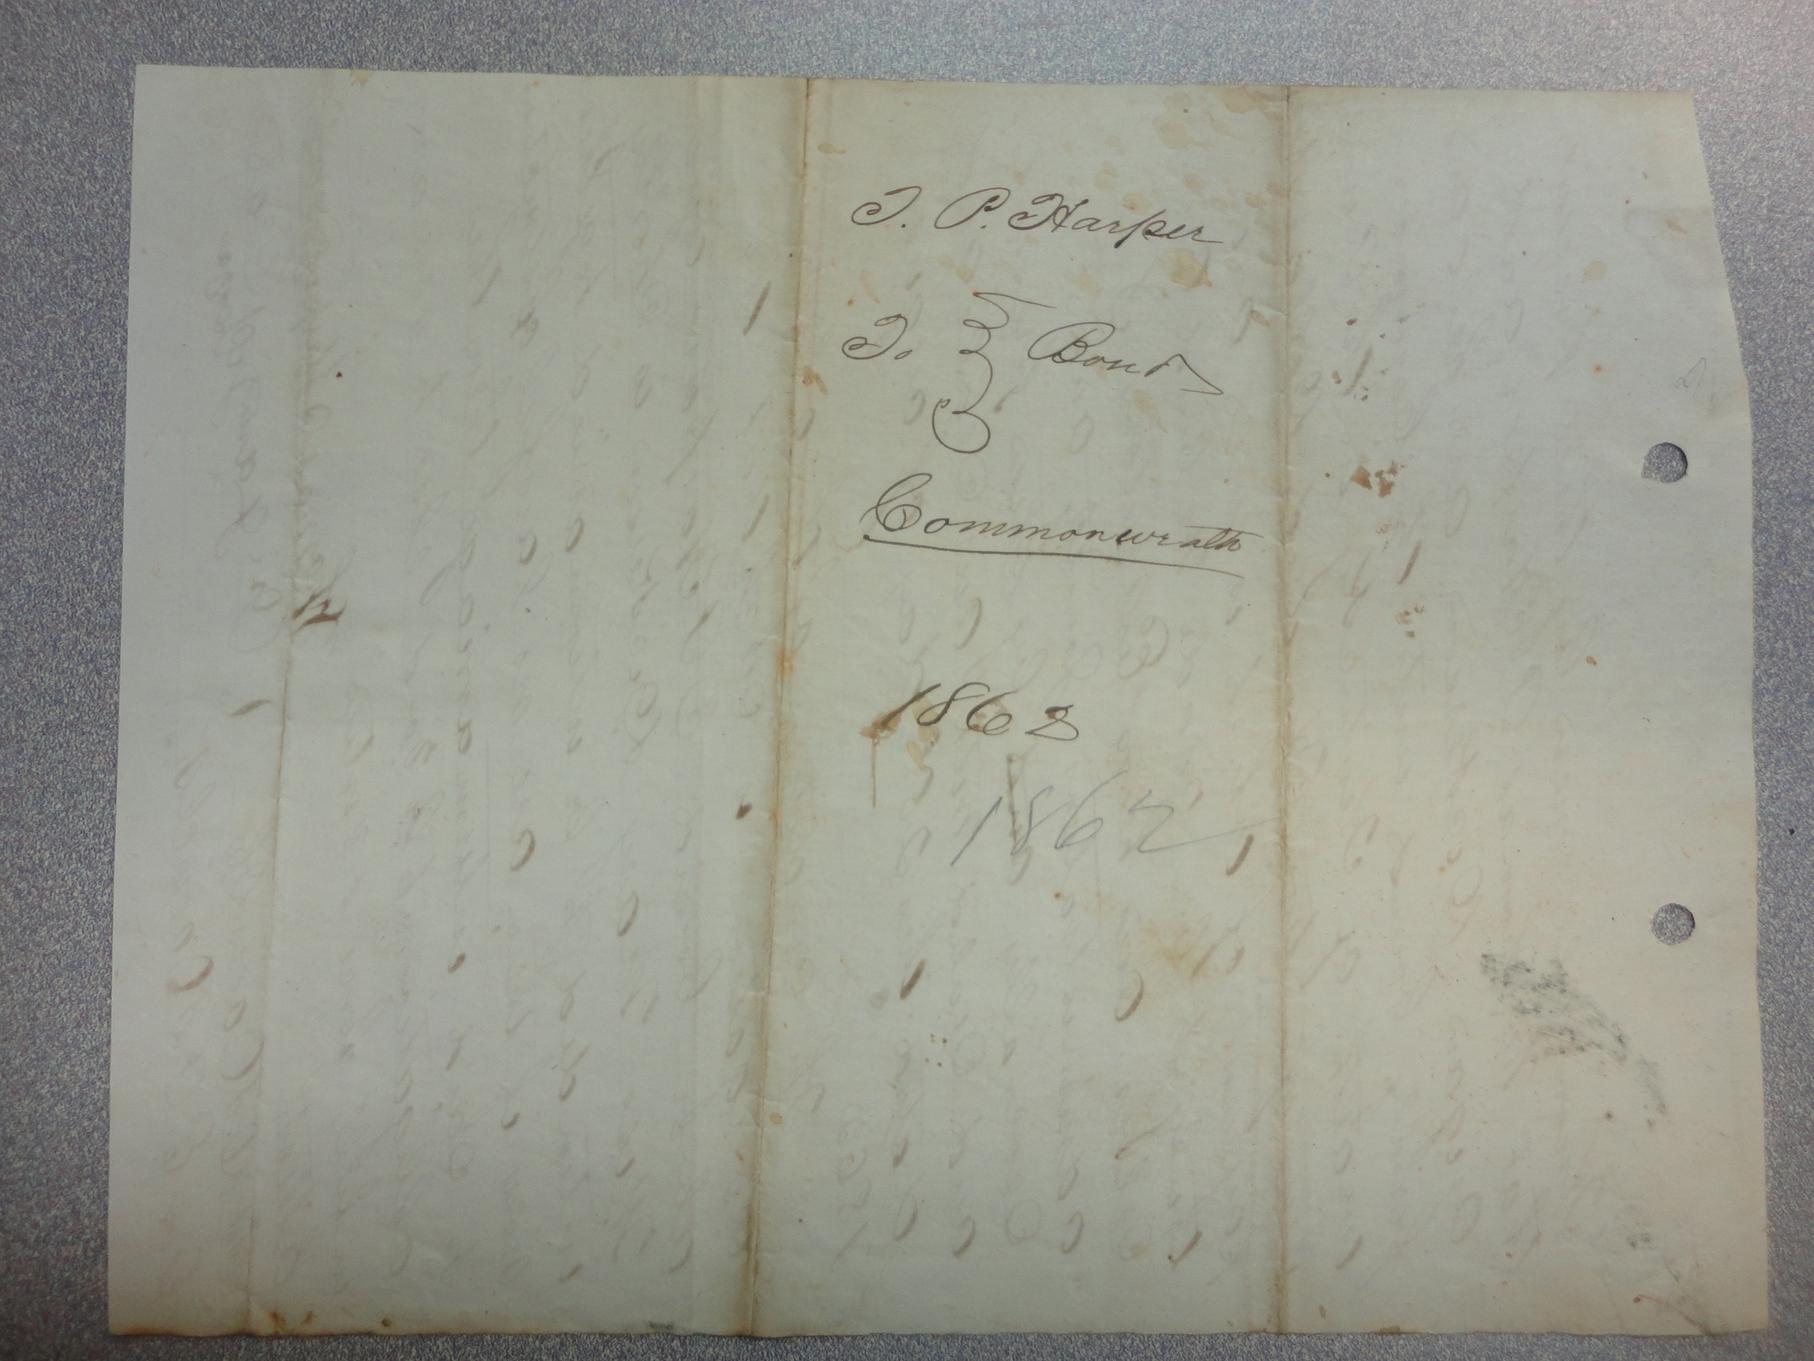 T. P. Harper
To } Bond
Commonwealth
1862
1862